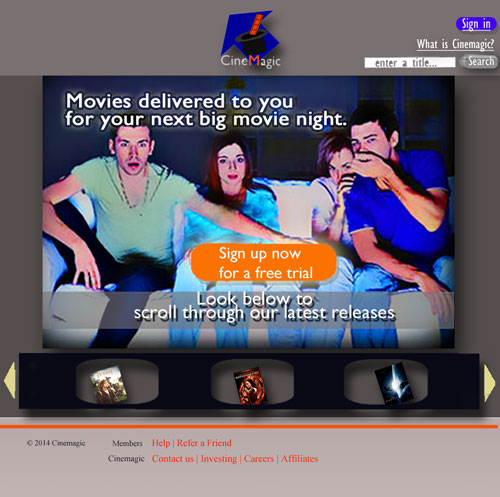 CineMagic
Sign in
What is Cinemagic?
enter a title...
Search
Movies delivered to you
for your next big movie night.
Sign up now
for a free trial
Look below to
scroll through our latest releases
© 2014 Cinemagic
Members Help | Refer a Friend
Cinemagic Contact us | Investing | Careers | Affiliates